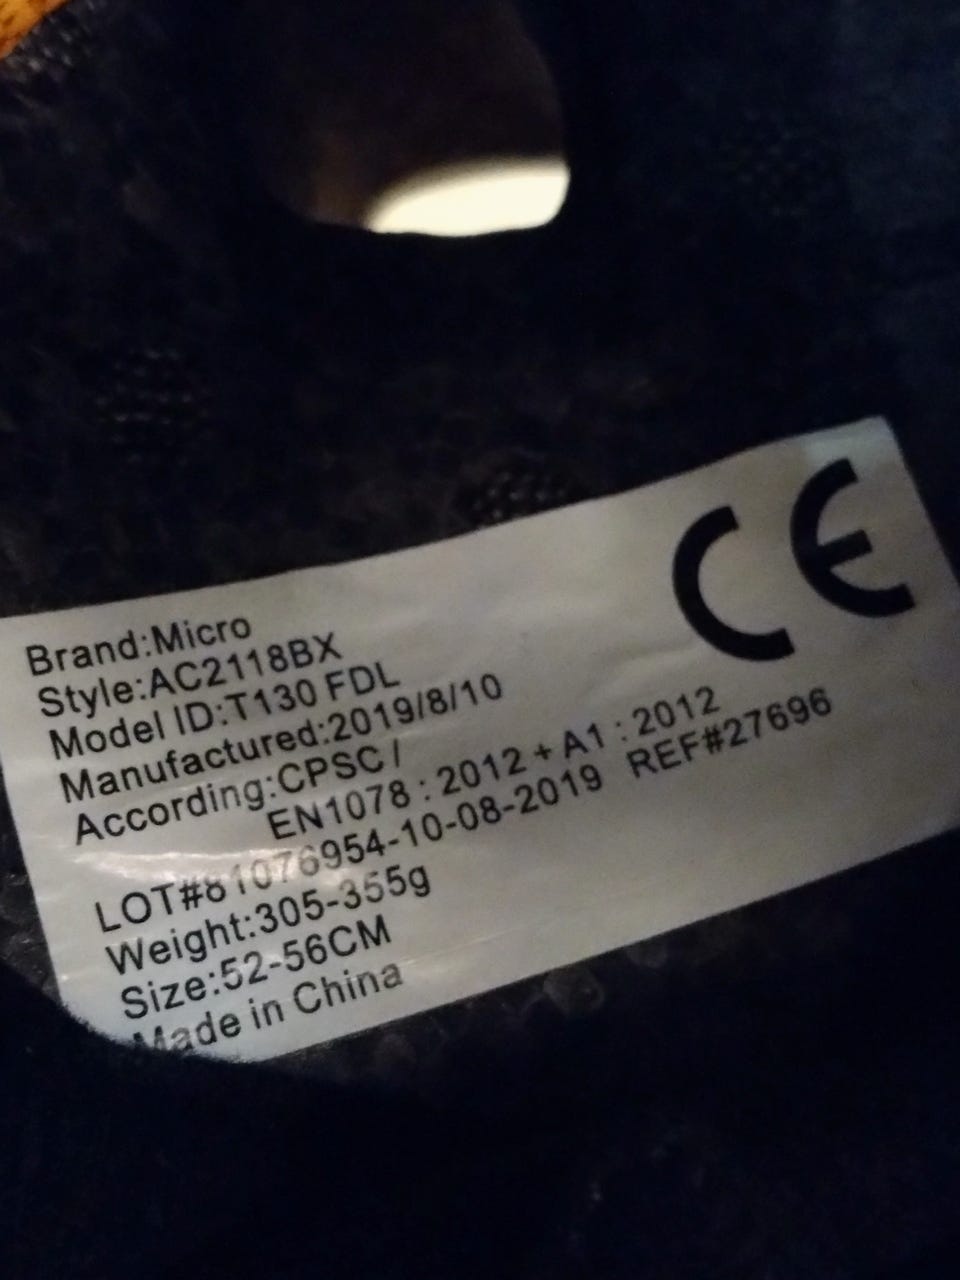 CE
Brand:Micro
Style:AC2118BX
Model ID:T130 FDL
Manufactured:2019/8/10
According:CPSC /
EN1078 : 2012 + A1 : 2012
LOT#81076954-10-08-2019 REF#27696
Weight:305-355g
Size:52-56CM
Made in China